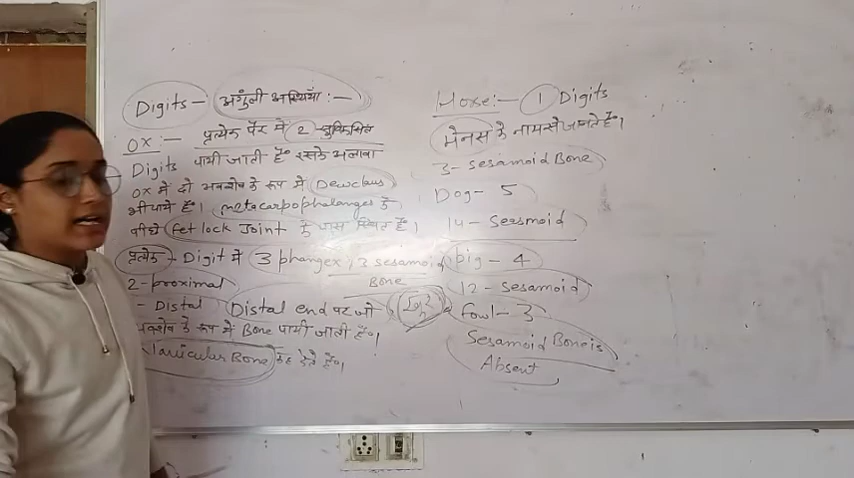 Digits - अगुंली अस्थियाँ :-
OX :- प्रत्येक पैर में 2
Digits पायी जाती हैं इसके अलावा
OX में दो अवशेष के रूप में Dewclaws
भी पाये हैं। metacarpophalanges के
पीछे Fetlock Joint के पास स्थित हैं।
प्रत्येक - Digit में 3 phangex, 3 sesamoid
Bone
2 - proximal
- Distal Distal end पर जो
अवशेष के रूप में Bone पायी जाती हैं।
Navicular Bone कह देते हैं।
Horse :- 1 Digits
मेनस के नाम से जानते हैं।
3 - Sesamoid Bone
Dog - 5
14 - Sesmoid
pig - 4
12 - Sesamoid
fowl - 3
Sesamoid Bone is
Absent